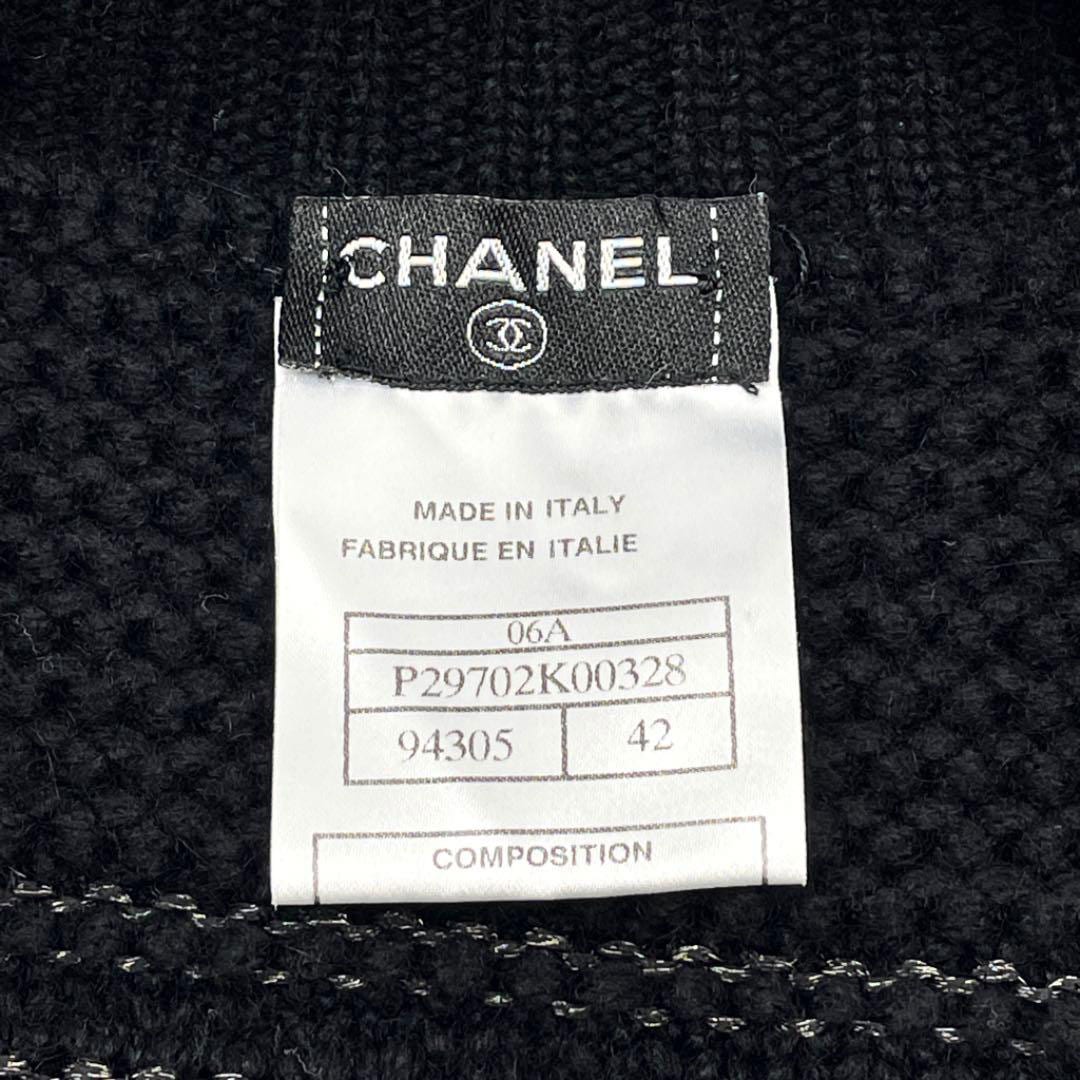 CHANEL
MADE IN ITALY
FABRIQUE EN ITALIE
06A
P29702K00328
94305 42
COMPOSITION